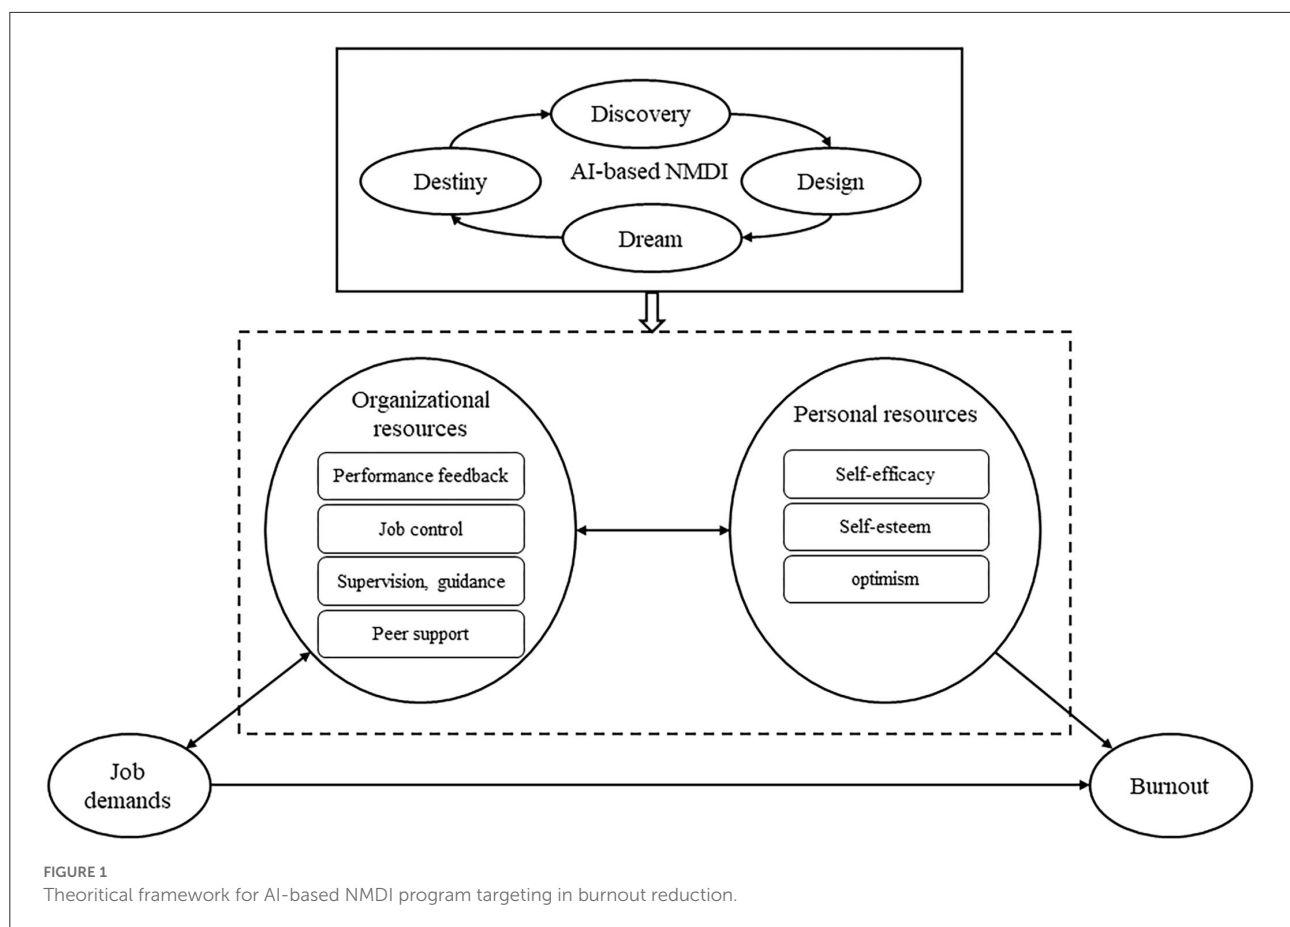 Discovery
AI-based NMDI
Destiny
Design
Dream
Organizational
resources
Performance feedback
Job control
Supervision, guidance
Peer support
Personal resources
Self-efficacy
Self-esteem
optimism
Job
demands
Burnout
FIGURE 1
Theoritical framework for AI-based NMDI program targeting in burnout reduction.